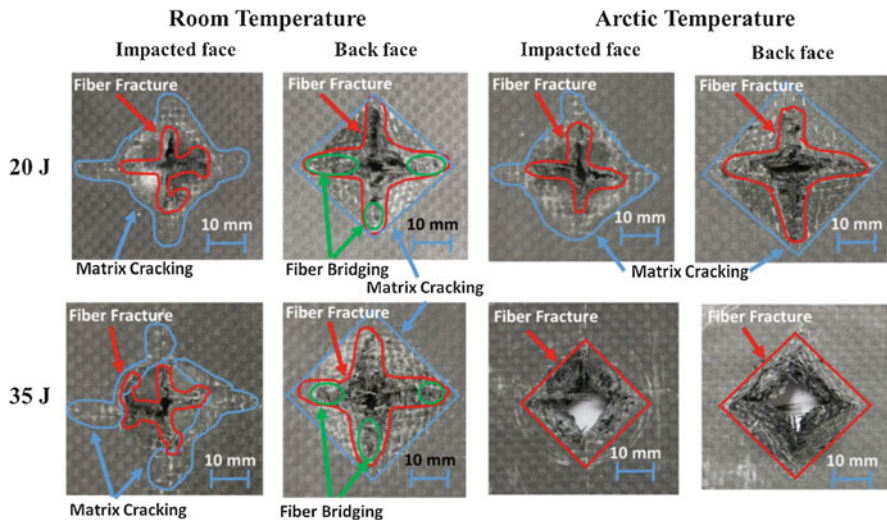 Room Temperature
Arctic Temperature
Impacted face
Back face
Impacted face
Back face
20 J
Fiber Fracture
10 mm
Matrix Cracking
10 mm
Fiber Bridging
Matrix Cracking
Fiber Fracture
10 mm
Fiber Fracture
10 mm
Matrix Cracking
35 J
Fiber Fracture
10 mm
Matrix Cracking
Fiber Fracture
10 mm
Fiber Bridging
Fiber Fracture
10 mm
Fiber Fracture
10 mm